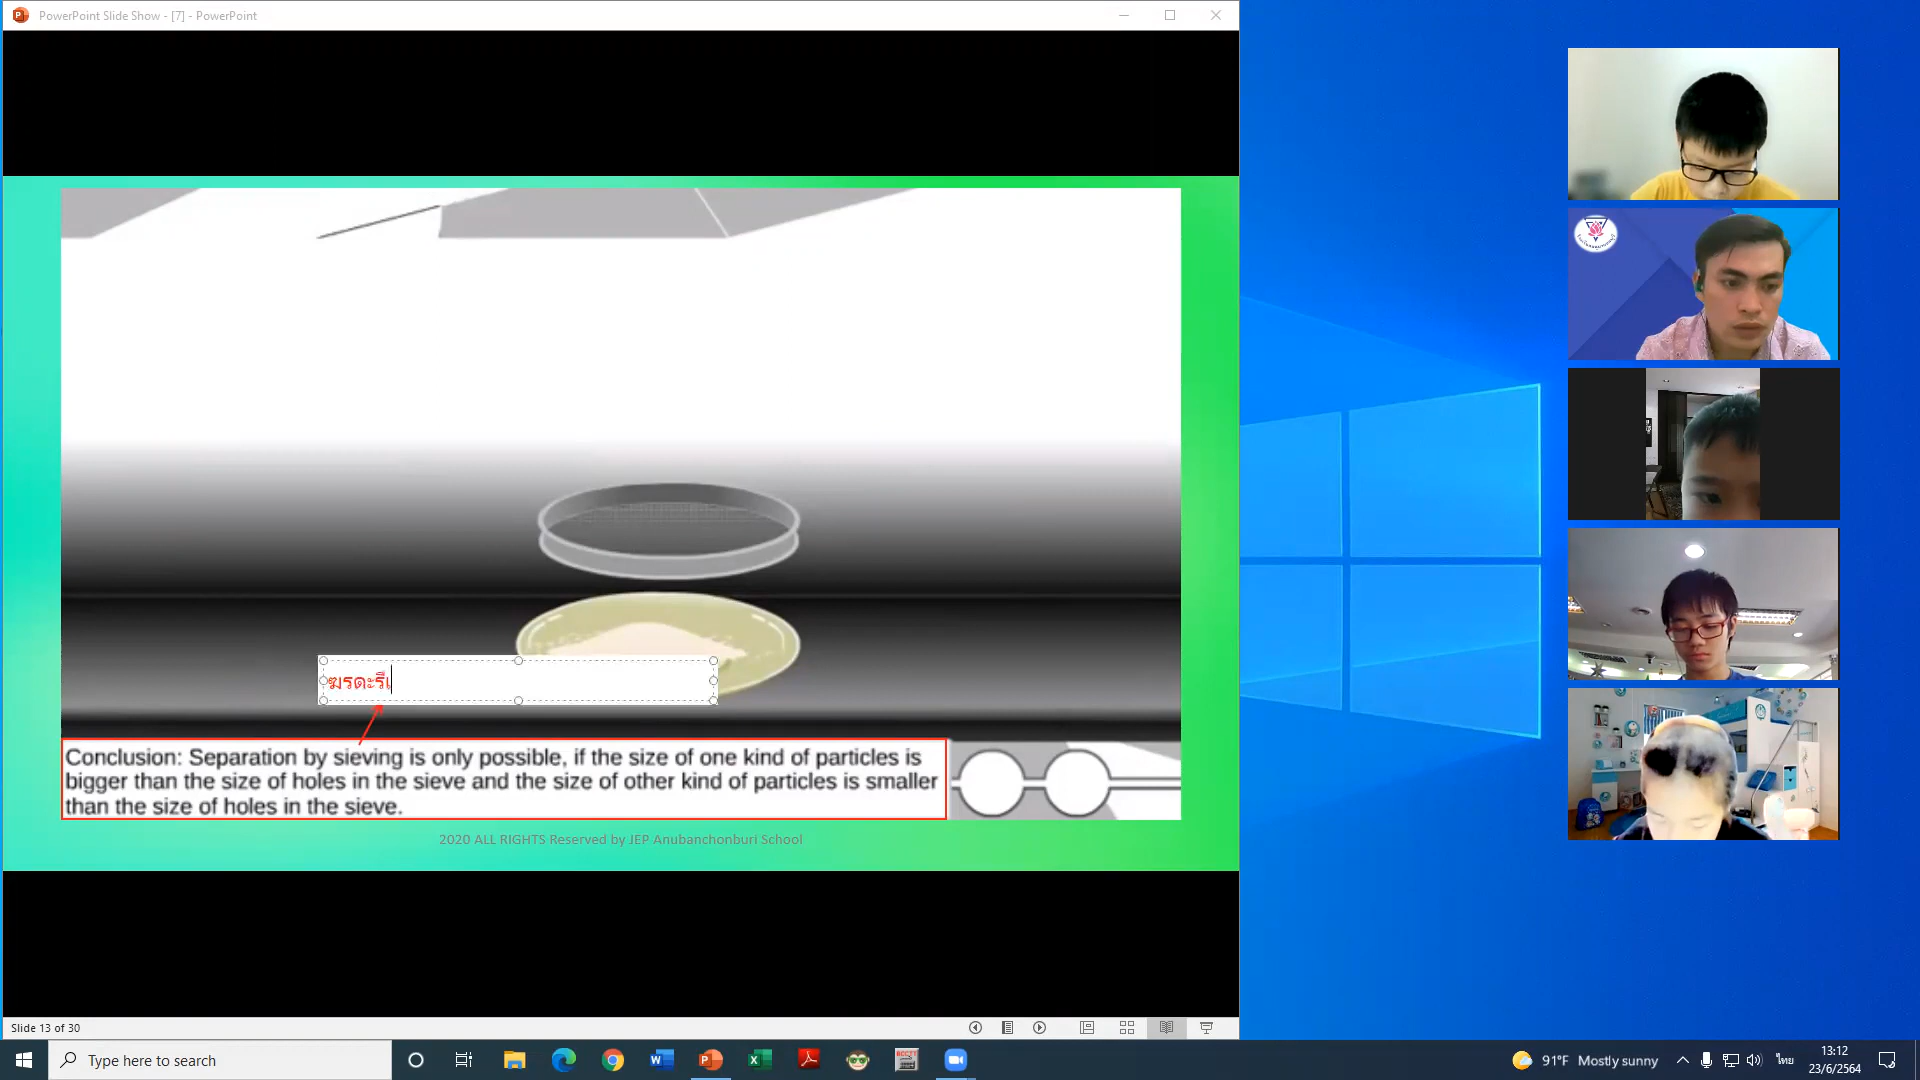 PowerPoint Slide Show - [7] - PowerPoint
ฆรดะรีเ
Conclusion: Separation by sieving is only possible, if the size of one kind of particles is
bigger than the size of holes in the sieve and the size of other kind of particles is smaller
than the size of holes in the sieve.
2020 ALL RIGHTS Reserved by JEP Anubanchonburi School
Slide 13 of 30
Type here to search
91°F Mostly sunny
ไทย
13:12
23/6/2564